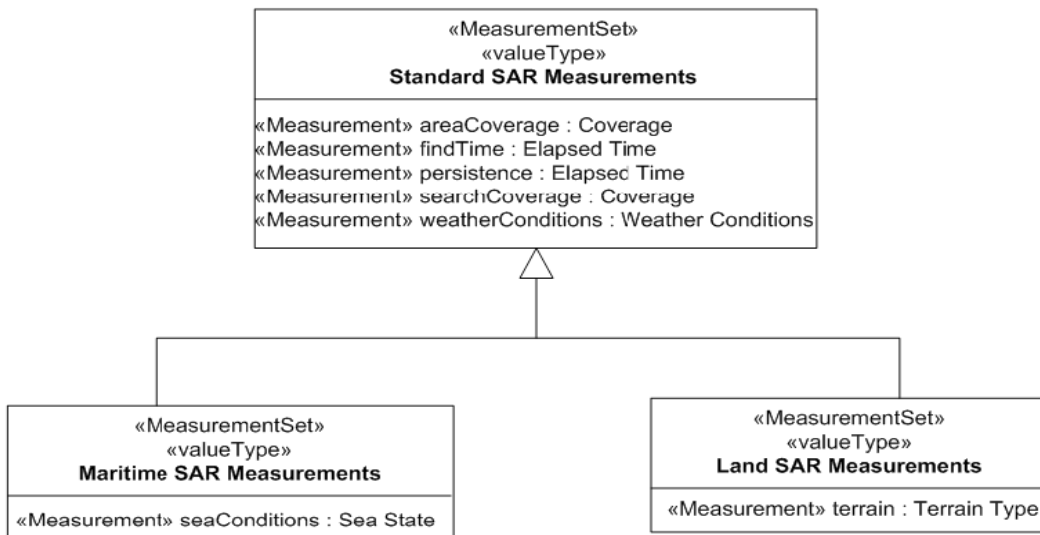 «MeasurementSet»
«valueType»
Standard SAR Measurements
«Measurement» areaCoverage : Coverage
«Measurement» findTime : Elapsed Time
«Measurement» persistence : Elapsed Time
«Measurement» searchCoverage : Coverage
«Measurement» weatherConditions : Weather Conditions
«MeasurementSet»
«valueType»
Maritime SAR Measurements
«Measurement» seaConditions : Sea State
«MeasurementSet»
«valueType»
Land SAR Measurements
«Measurement» terrain : Terrain Type